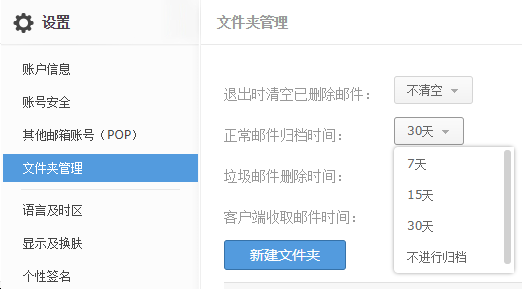 设置
账户信息
账号安全
其他邮箱账号（POP）
文件夹管理
语言及时区
显示及换肤
个性签名
文件夹管理
退出时清空已删除邮件： 不清空
正常邮件归档时间： 30天
垃圾邮件删除时间：
客户端收取邮件时间：
7天
15天
30天
不进行归档
新建文件夹